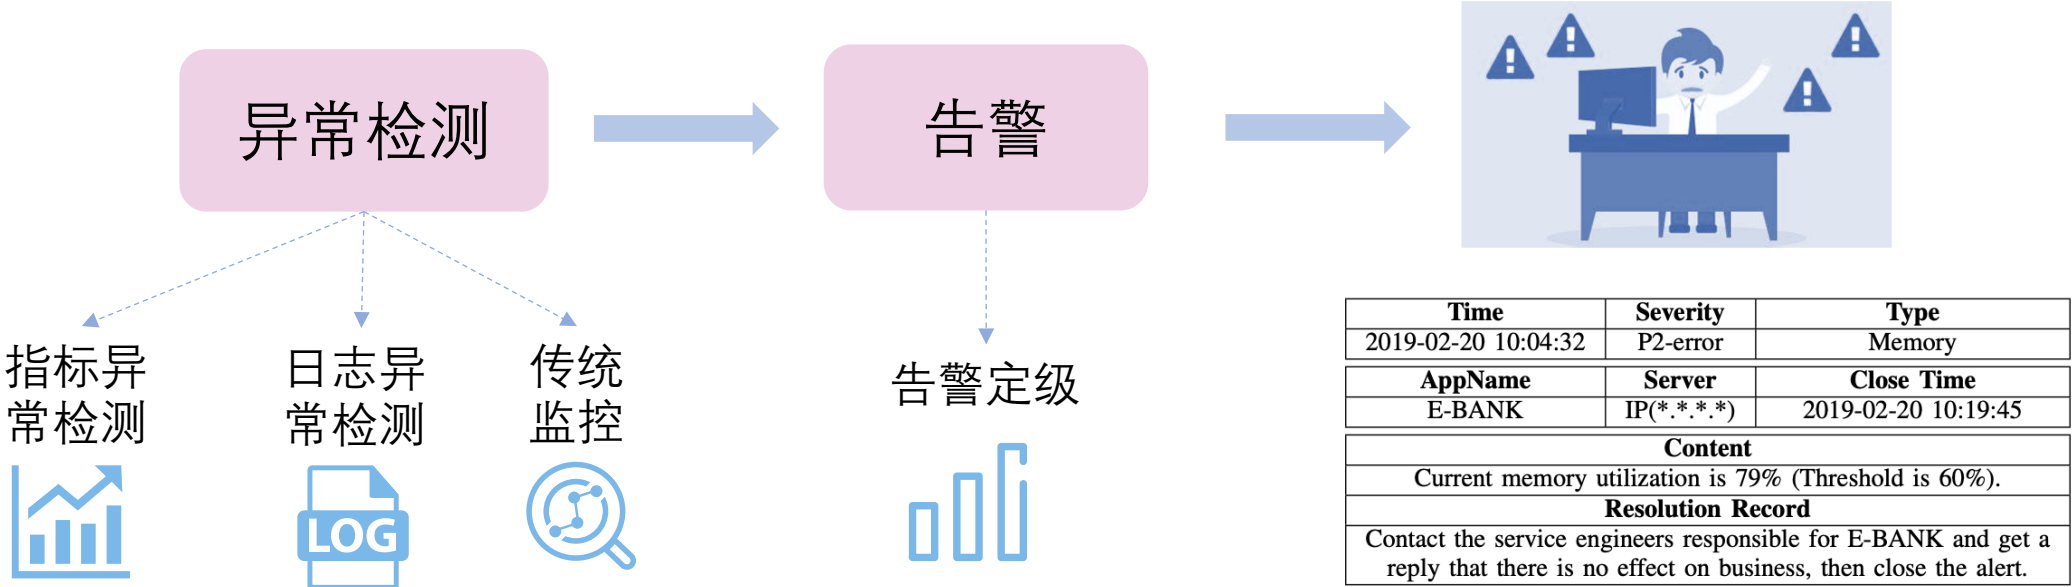 异常检测
告警
指标异
常检测
日志异
常检测
传统
监控
告警定级
LOG
Time Severity Type
2019-02-20 10:04:32 P2-error Memory
AppName Server Close Time
E-BANK IP(*.*.*.*) 2019-02-20 10:19:45
Content
Current memory utilization is 79% (Threshold is 60%).
Resolution Record
Contact the service engineers responsible for E-BANK and get a
reply that there is no effect on business, then close the alert.